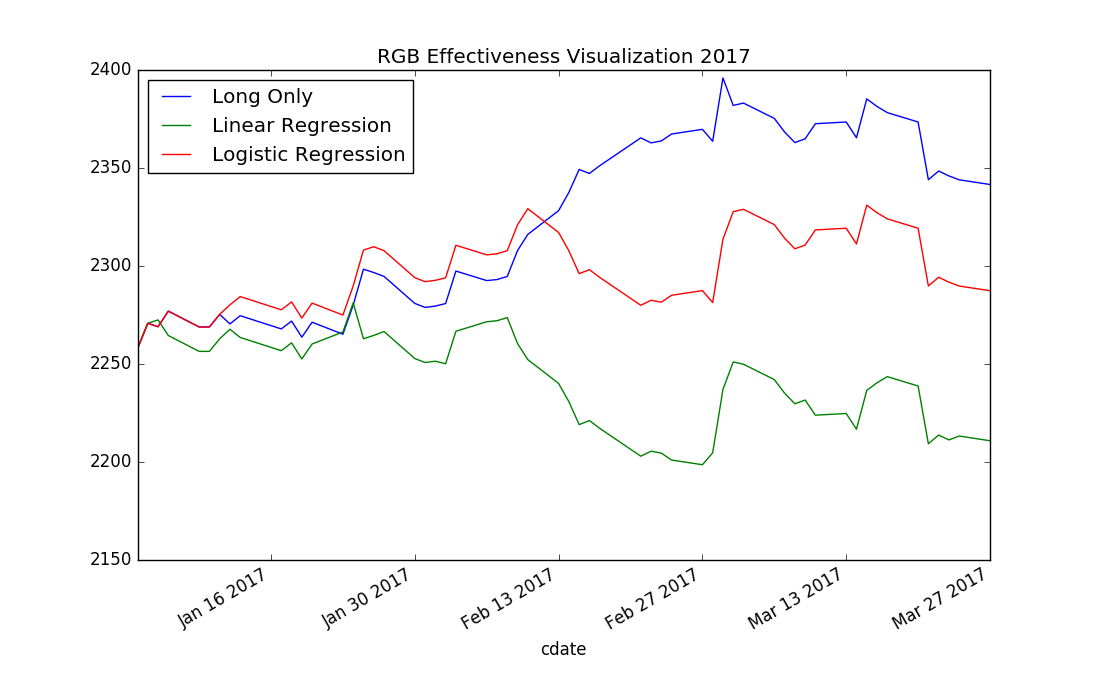 RGB Effectiveness Visualization 2017
2400
2350
2300
2250
2200
2150
Long Only
Linear Regression
Logistic Regression
Jan 16 2017
Jan 30 2017
Feb 13 2017
Feb 27 2017
Mar 13 2017
Mar 27 2017
cdate